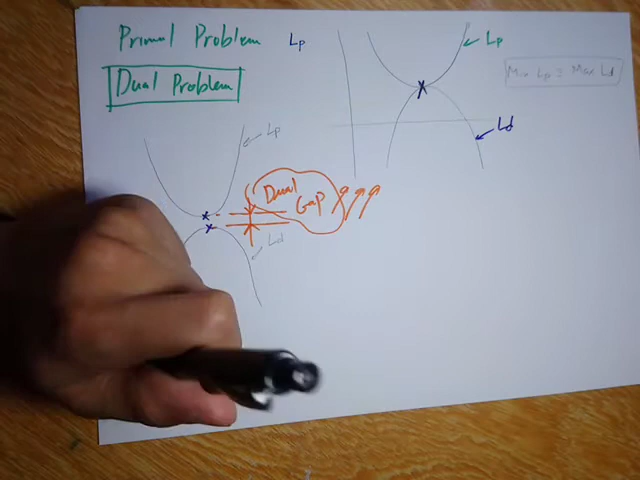 Primal Problem Lp
Dual Problem
Lp
Ld
Min Lp = Max Ld
Lp
Dual
Gap
Ld